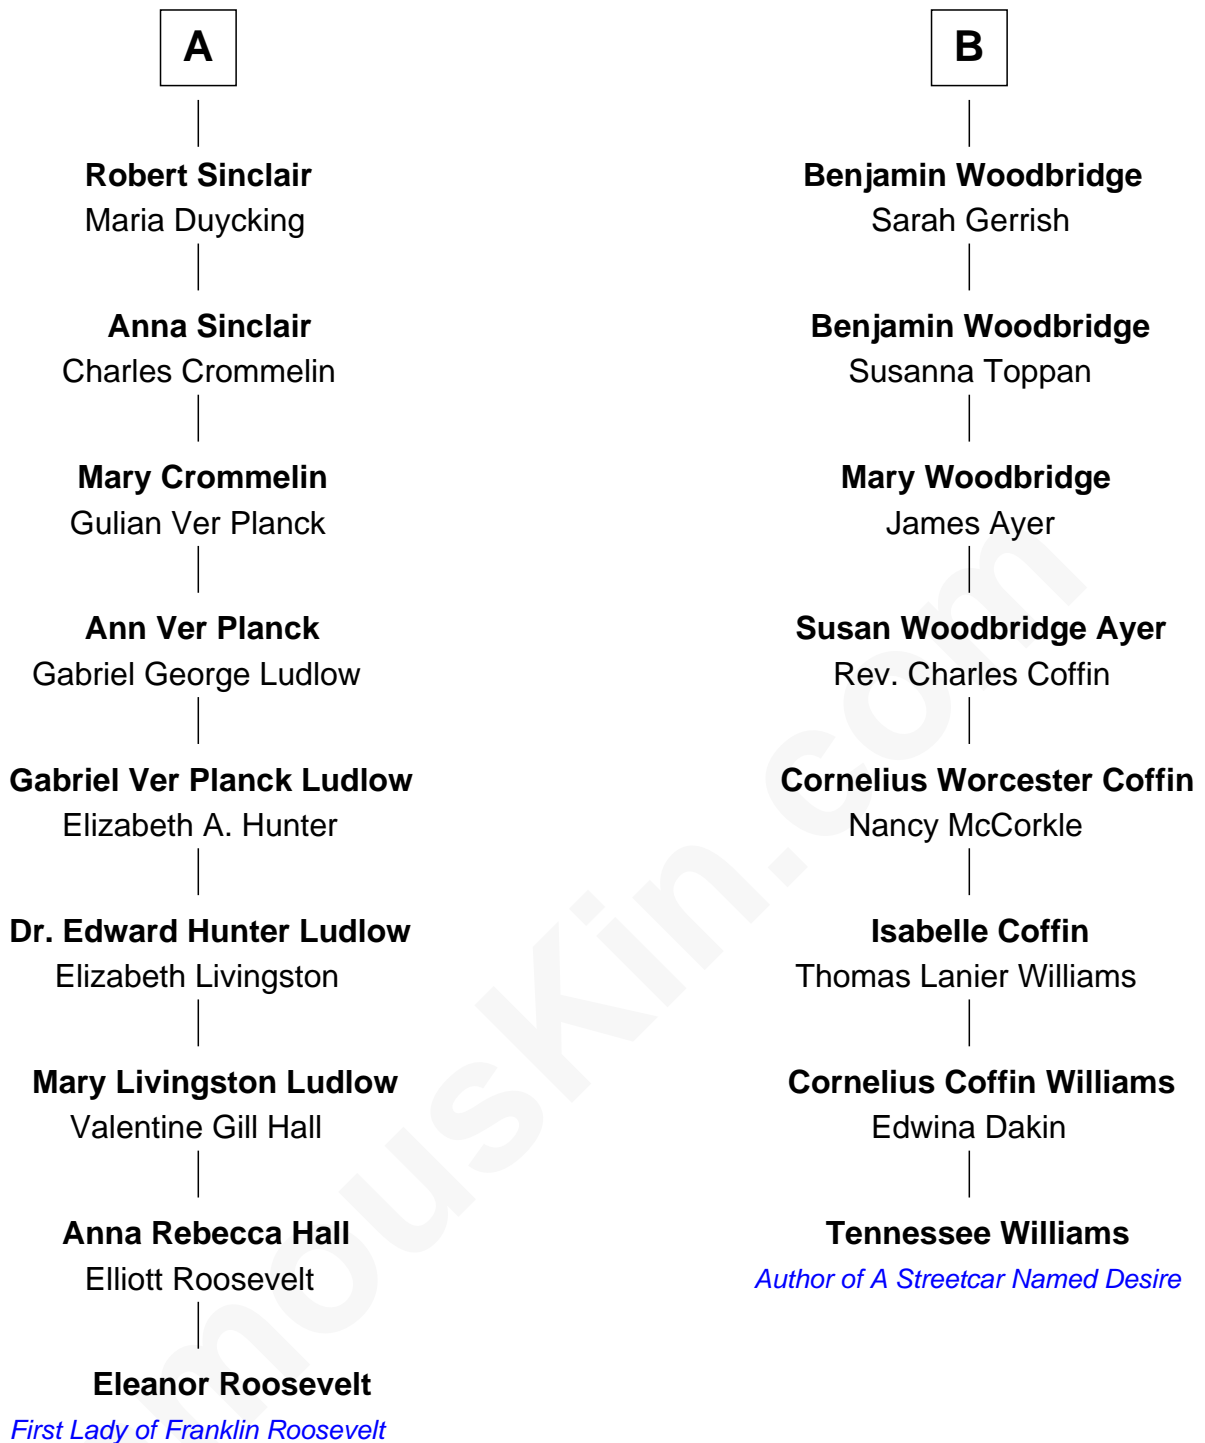 A
Robert Sinclair
Maria Duycking
Anna Sinclair
Charles Crommelin
Mary Crommelin
Gulian Ver Planck
Ann Ver Planck
Gabriel George Ludlow
Gabriel Ver Planck Ludlow
Elizabeth A. Hunter
Dr. Edward Hunter Ludlow
Elizabeth Livingston
Mary Livingston Ludlow
Valentine Gill Hall
Anna Rebecca Hall
Elliott Roosevelt
Eleanor Roosevelt
First Lady of Franklin Roosevelt
B
Benjamin Woodbridge
Sarah Gerrish
Benjamin Woodbridge
Susanna Toppan
Mary Woodbridge
James Ayer
Susan Woodbridge Ayer
Rev. Charles Coffin
Cornelius Worcester Coffin
Nancy McCorkle
Isabelle Coffin
Thomas Lanier Williams
Cornelius Coffin Williams
Edwina Dakin
Tennessee Williams
Author of A Streetcar Named Desire
mousKin.com